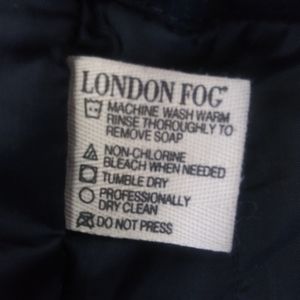 LONDON FOG®
MACHINE WASH WARM
RINSE THOROUGHLY TO
REMOVE SOAP
NON-CHLORINE
BLEACH WHEN NEEDED
TUMBLE DRY
PROFESSIONALLY
DRY CLEAN
DO NOT PRESS